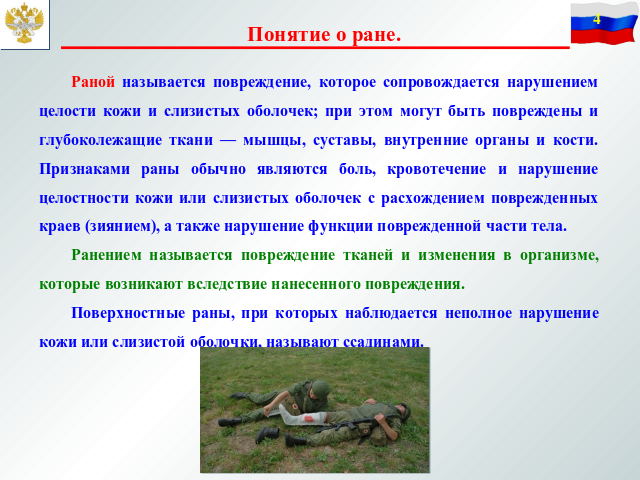 4
Понятие о ране.
Раной называется повреждение, которое сопровождается нарушением
целости кожи и слизистых оболочек; при этом могут быть повреждены и
глубоколежащие ткани — мышцы, суставы, внутренние органы и кости.
Признаками раны обычно являются боль, кровотечение и нарушение
целостности кожи или слизистых оболочек с расхождением поврежденных
краев (зиянием), а также нарушение функции поврежденной части тела.
Ранением называется повреждение тканей и изменения в организме,
которые возникают вследствие нанесенного повреждения.
Поверхностные раны, при которых наблюдается неполное нарушение
кожи или слизистой оболочки, называют ссадинами.